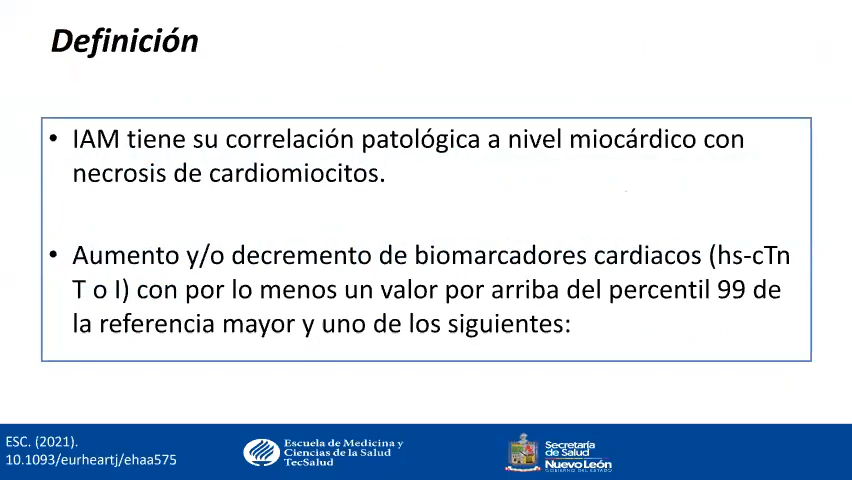 Definición
• IAM tiene su correlación patológica a nivel miocárdico con
necrosis de cardiomiocitos.
• Aumento y/o decremento de biomarcadores cardiacos (hs-cTn
T o I) con por lo menos un valor por arriba del percentil 99 de
la referencia mayor y uno de los siguientes:
ESC. (2021).
10.1093/eurheartj/ehaa575
Escuela de Medicina y
Ciencias de la Salud
TecSalud
Secretaría
de Salud
Nuevo León
GOBIERNO DEL ESTADO